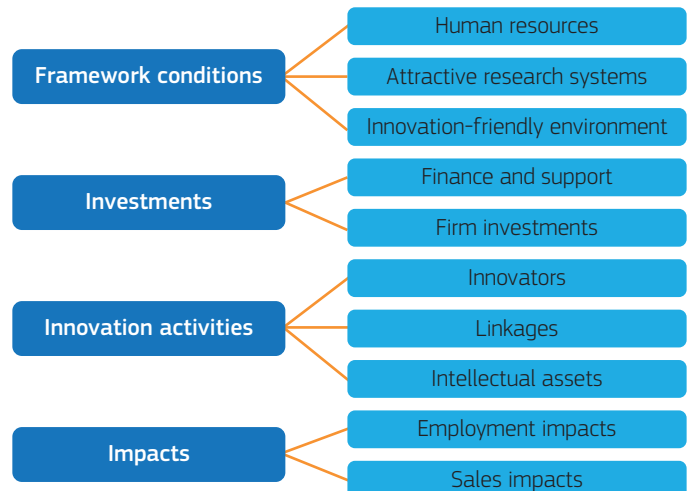 Framework conditions
Human resources
Attractive research systems
Innovation-friendly environment
Investments
Finance and support
Firm investments
Innovation activities
Innovators
Linkages
Intellectual assets
Impacts
Employment impacts
Sales impacts